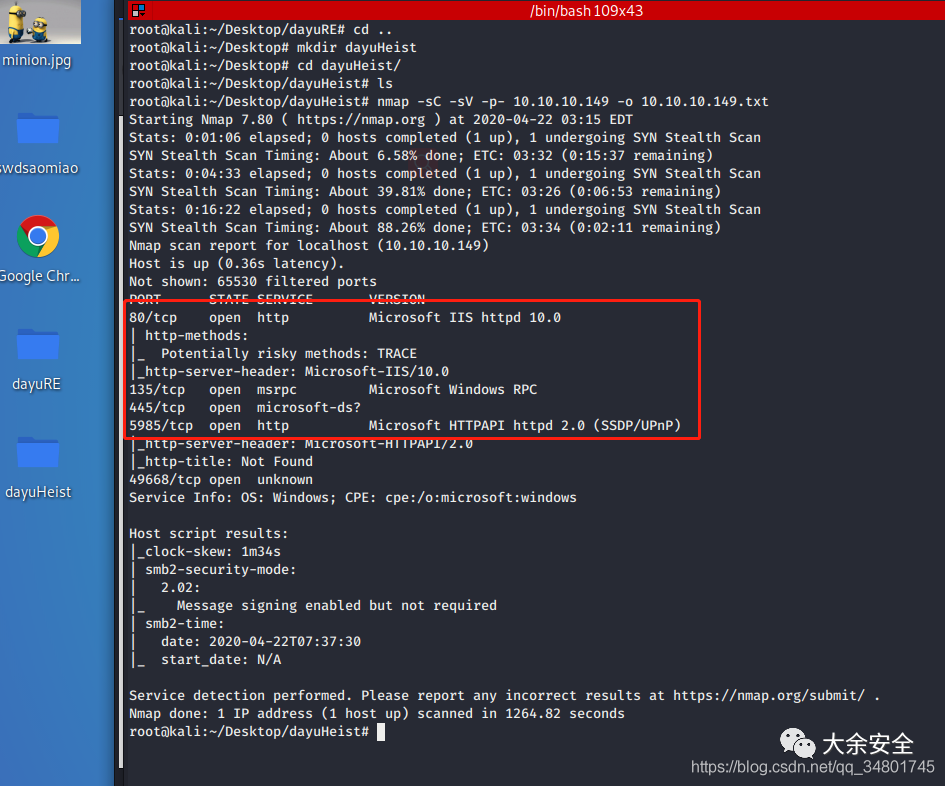 minion.jpg
swdsaomiao
Google Chr...
dayuRE
dayuHeist
/bin/bash 109x43
root@kali:~/Desktop/dayuRE# cd ..
root@kali:~/Desktop# mkdir dayuHeist
root@kali:~/Desktop# cd dayuHeist/
root@kali:~/Desktop/dayuHeist# ls
root@kali:~/Desktop/dayuHeist# nmap -sC -sV -p- 10.10.10.149 -o 10.10.10.149.txt
Starting Nmap 7.80 ( https://nmap.org ) at 2020-04-22 03:15 EDT
Stats: 0:01:06 elapsed; 0 hosts completed (1 up), 1 undergoing SYN Stealth Scan
SYN Stealth Scan Timing: About 6.58% done; ETC: 03:32 (0:15:37 remaining)
Stats: 0:04:33 elapsed; 0 hosts completed (1 up), 1 undergoing SYN Stealth Scan
SYN Stealth Scan Timing: About 39.81% done; ETC: 03:26 (0:06:53 remaining)
Stats: 0:16:22 elapsed; 0 hosts completed (1 up), 1 undergoing SYN Stealth Scan
SYN Stealth Scan Timing: About 88.26% done; ETC: 03:34 (0:02:11 remaining)
Nmap scan report for localhost (10.10.10.149)
Host is up (0.36s latency).
Not shown: 65530 filtered ports
PORT STATE SERVICE VERSION
80/tcp open http Microsoft IIS httpd 10.0
| http-methods:
|_ Potentially risky methods: TRACE
|_http-server-header: Microsoft-IIS/10.0
135/tcp open msrpc Microsoft Windows RPC
445/tcp open microsoft-ds?
5985/tcp open http Microsoft HTTPAPI httpd 2.0 (SSDP/UPnP)
|_http-server-header: Microsoft-HTTPAPI/2.0
|_http-title: Not Found
49668/tcp open unknown
Service Info: OS: Windows; CPE: cpe:/o:microsoft:windows
Host script results:
|_clock-skew: 1m34s
| smb2-security-mode:
| 2.02:
|_ Message signing enabled but not required
| smb2-time:
| date: 2020-04-22T07:37:30
|_ start_date: N/A
Service detection performed. Please report any incorrect results at https://nmap.org/submit/ .
Nmap done: 1 IP address (1 host up) scanned in 1264.82 seconds
root@kali:~/Desktop/dayuHeist#
大余安全
https://blog.csdn.net/qq_34801745